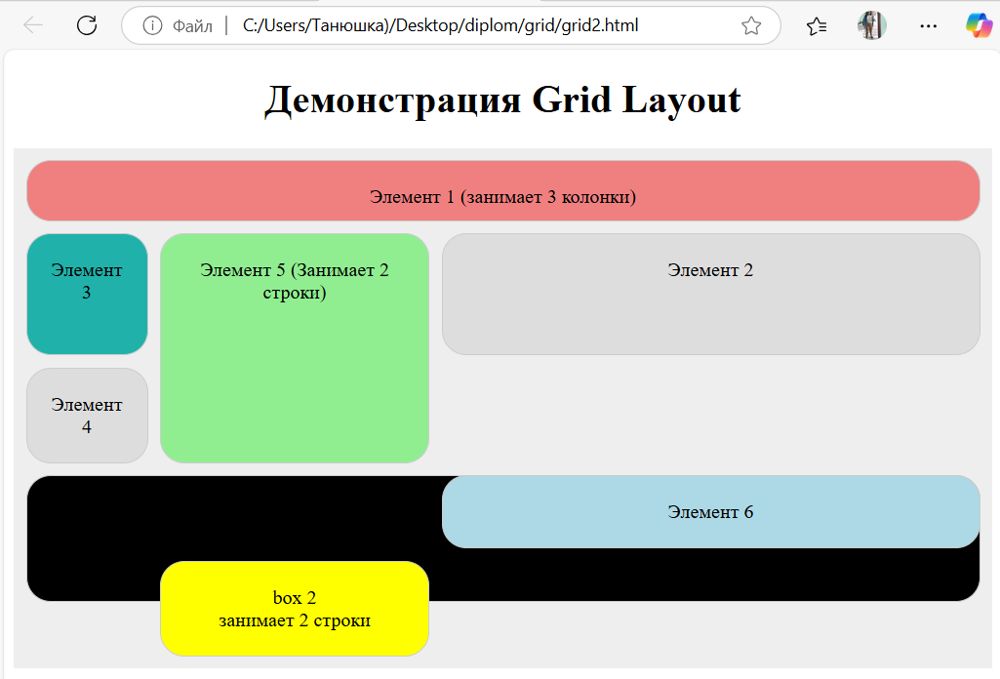 Файл
C:/Users/Танюшка)/Desktop/diplom/grid/grid2.html
Демонстрация Grid Layout
Элемент 1 (занимает 3 колонки)
Элемент
3
Элемент 5 (Занимает 2
строки)
Элемент 2
Элемент
4
Элемент 6
box 2
занимает 2 строки